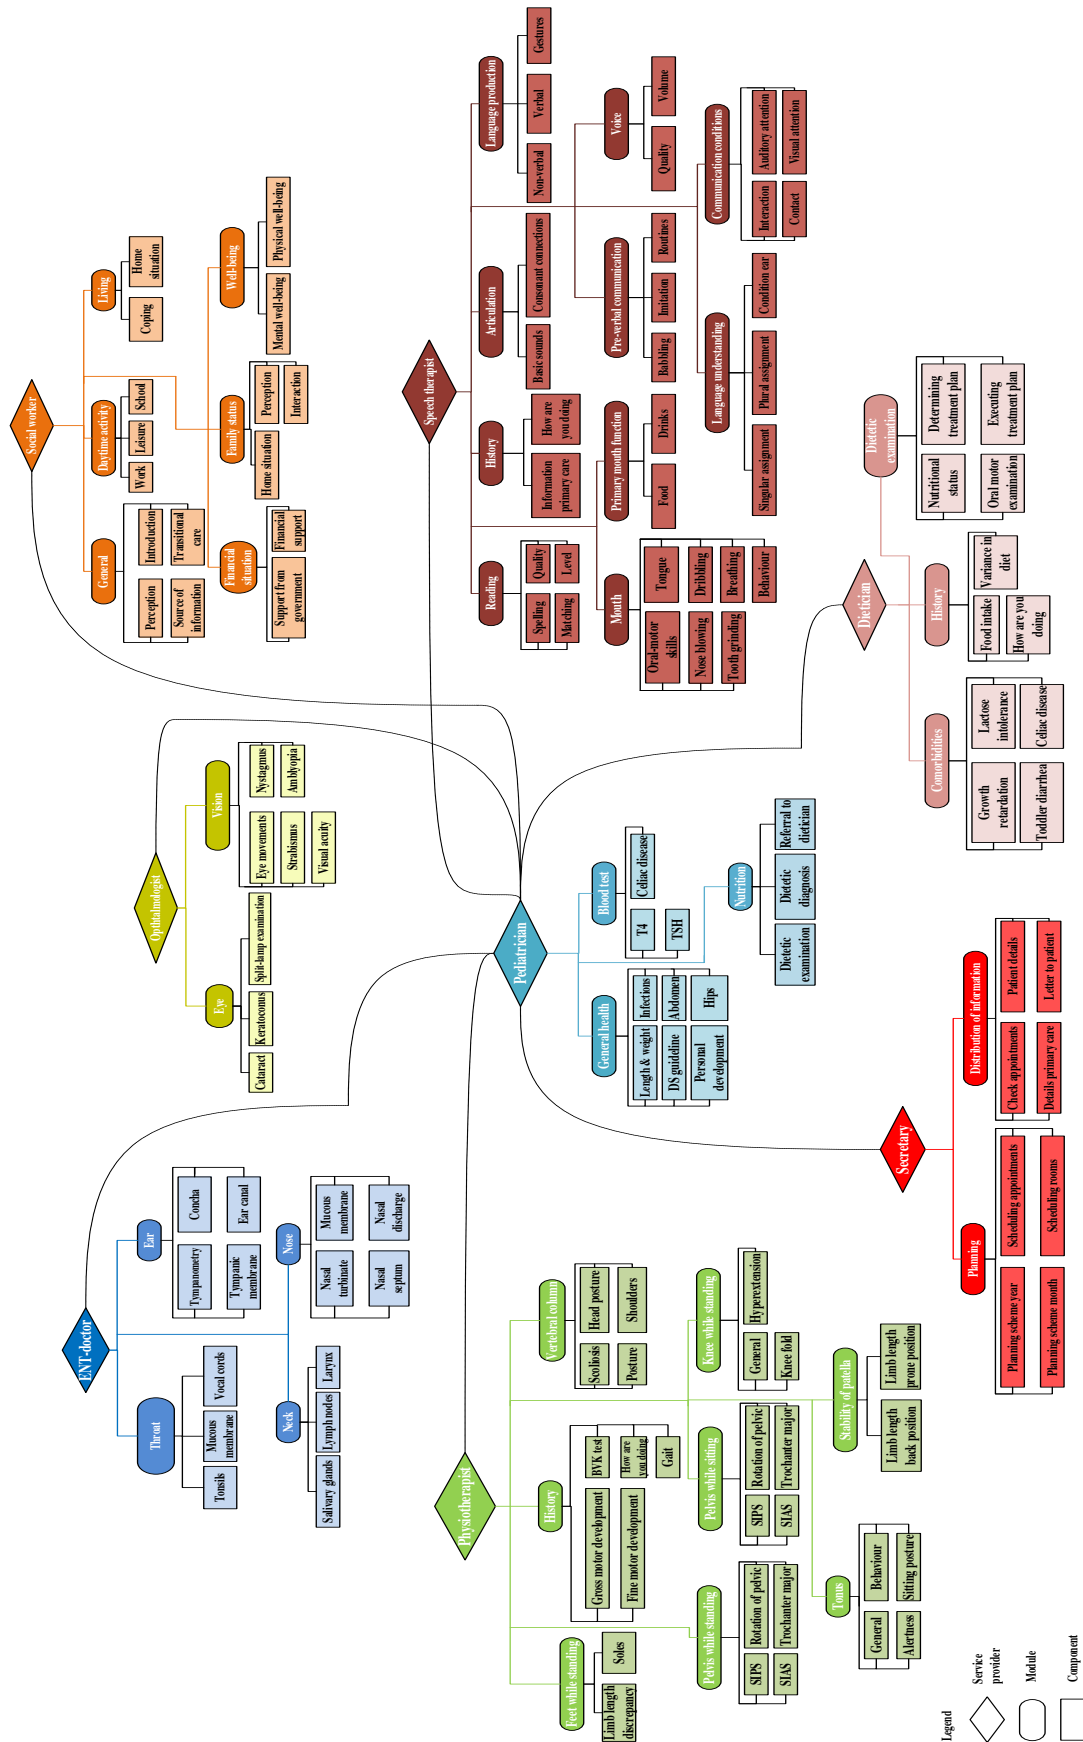 ENT-doctor
Throat
Tonsils
Mucous
membrane
Vocal cords
Ear
Tympanometry
Concha
Tympanic
membrane
Ear canal
Neck
Salivary glands
Lymph nodes
Larynx
Nose
Nasal
turbinate
Mucous
membrane
Nasal
septum
Nasal
discharge
Opthtalmologist
Eye
Cataract
Keratoconus
Split-lamp examination
Vision
Eye movements
Nystagmus
Strabismus
Amblyopia
Visual acuity
Social worker
General
Perception
Introduction
Source of
information
Transitional
care
Daytime activity
Work
Leisure
School
Living
Coping
Home
situation
Financial
situation
Support from
government
Financial
support
Family status
Home situation
Perception
Interaction
Well-being
Mental well-being
Physical well-being
Physiotherapist
Feet while standing
Limb length
discrepancy
Soles
History
Gross motor development
BVK test
Fine motor development
How are
you doing
Gait
Vertebral column
Scoliosis
Head posture
Posture
Shoulders
Pelvis while standing
SIPS
Rotation of pelvic
SIAS
Trochanter major
Pelvis while sitting
SIPS
Rotation of pelvic
SIAS
Trochanter major
Knee while standing
General
Hyperextension
Knee fold
Tonus
General
Behaviour
Alertness
Sitting posture
Stability of patella
Limb length
back position
Limb length
prone position
Pediatrician
General health
Length & weight
Infections
DS guideline
Abdomen
Personal
development
Hips
Blood test
T4
Celiac disease
TSH
Nutrition
Dietetic
examination
Dietetic
diagnosis
Referral to
dietician
Speech therapist
Reading
Spelling
Quality
Matching
Level
History
Information
primary care
How are
you doing
Articulation
Basic sounds
Consonant connections
Language production
Non-verbal
Verbal
Gestures
Mouth
Oral-motor
skills
Tongue
Nose blowing
Dribbling
Tooth grinding
Breathing
Behaviour
Primary mouth function
Food
Drinks
Pre-verbal communication
Babbling
Imitation
Routines
Voice
Quality
Volume
Language understanding
Singular assignment
Plural assignment
Condition ear
Communication conditions
Interaction
Auditory attention
Contact
Visual attention
Secretary
Planning
Planning scheme year
Scheduling appointments
Planning scheme month
Scheduling rooms
Distribution of information
Check appointments
Patient details
Details primary care
Letter to patient
Dietician
Comorbidities
Growth
retardation
Lactose
intolerance
Toddler diarrhea
Celiac disease
History
Food intake
Variance in
diet
How are you
doing
Dietetic
examination
Nutritional
status
Determining
treatment plan
Oral motor
examination
Executing
treatment plan
Legend
Service
provider
Module
Component